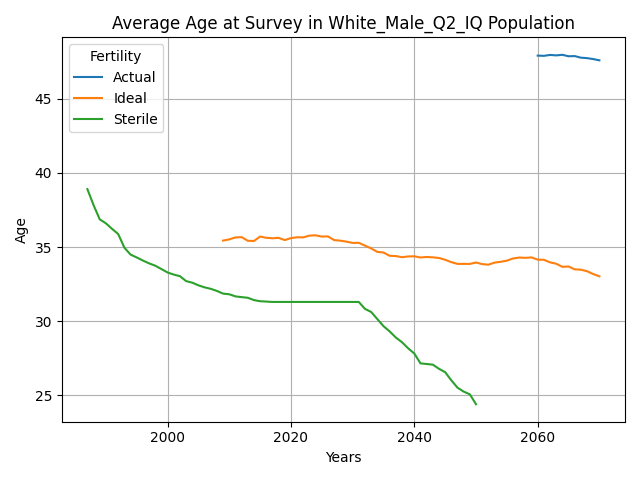 Average Age at Survey in White_Male_Q2_IQ Population
Fertility
Actual
Ideal
Sterile
45
40
35
30
25
Age
2000
2020
2040
2060
Years